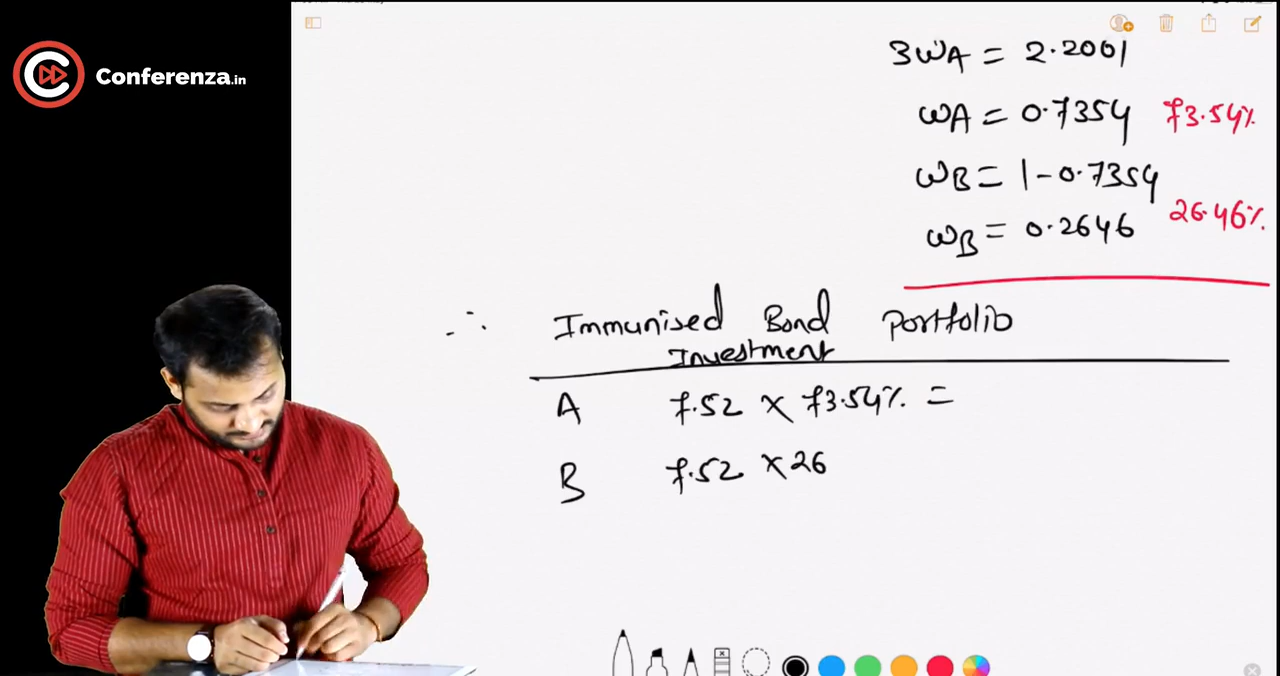 Conferenza.in
3WA = 2.2061
WA = 0.7354 73.54%
WB = 1-0.7354
WB = 0.2646 26.46%
∴ Immunised Bond Portfolio
Investment
A 7.52 x 73.54% =
B 7.52 x 26